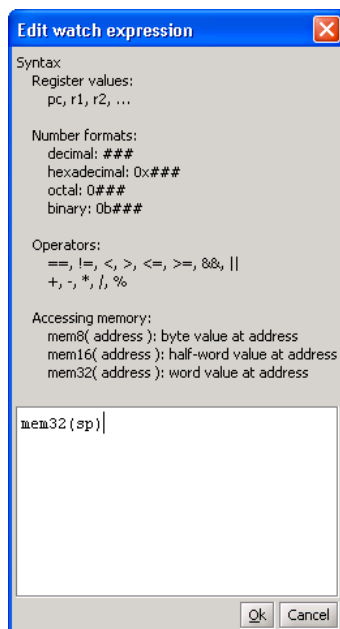 Edit watch expression
Syntax
Register values:
pc, r1, r2, ...
Number formats:
decimal: ###
hexadecimal: 0x###
octal: 0###
binary: 0b###
Operators:
==, !=, <, >, <=, >=, &&, ||
+, -, *, /, %
Accessing memory:
mem8( address ): byte value at address
mem16( address ): half-word value at address
mem32( address ): word value at address
mem32(sp)
Ok Cancel